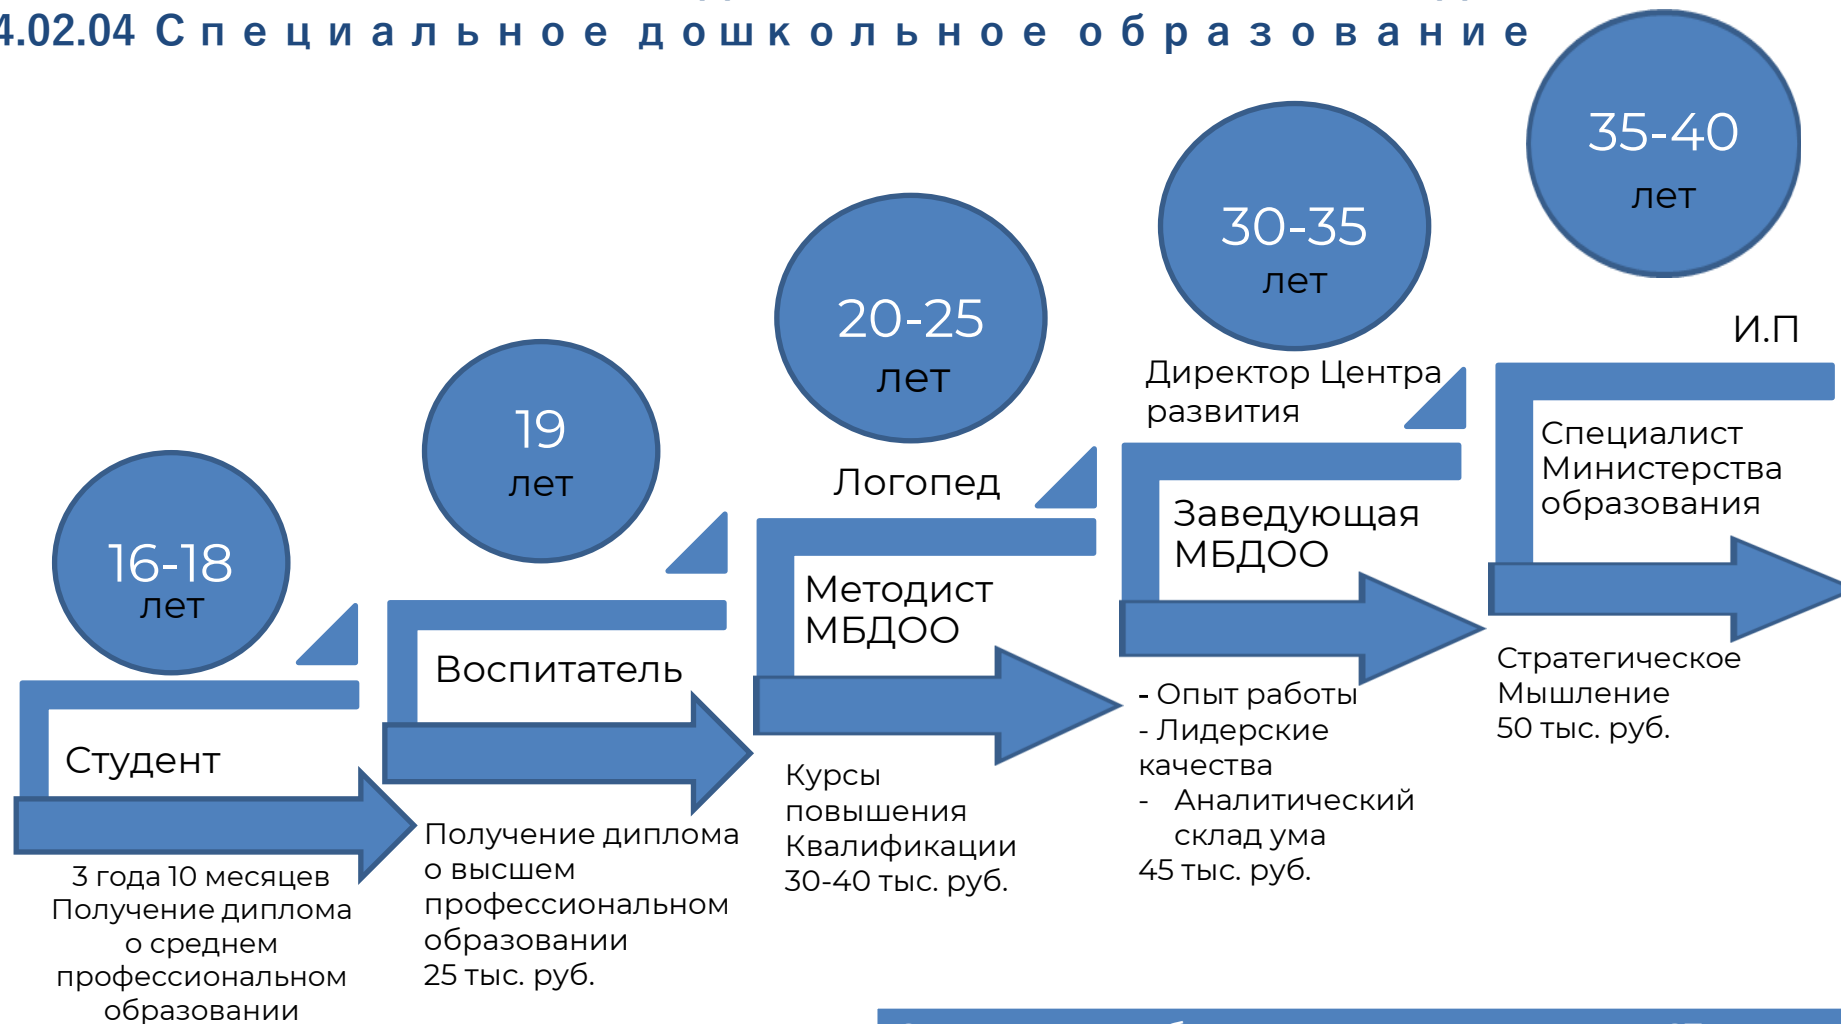 4.02.04 Специальное дошкольное образование
16-18
лет
Студент
3 года 10 месяцев
Получение диплома
о среднем
профессиональном
образовании
19
лет
Воспитатель
Получение диплома
о высшем
профессиональном
образовании
25 тыс. руб.
20-25
лет
Логопед
Методист
МБДОО
Курсы
повышения
Квалификации
30-40 тыс. руб.
30-35
лет
Директор Центра
развития
Заведующая
МБДОО
- Опыт работы
- Лидерские
качества
- Аналитический
склад ума
45 тыс. руб.
35-40
лет
И.П
Специалист
Министерства
образования
Стратегическое
Мышление
50 тыс. руб.